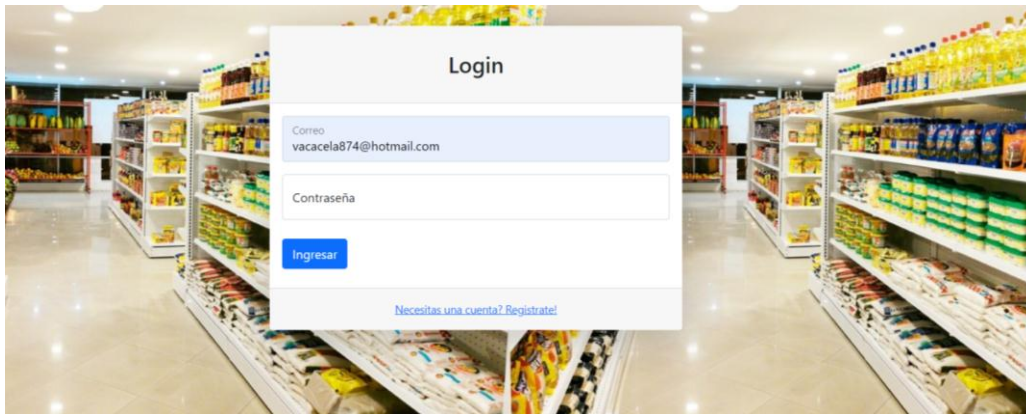 Login
Correo
vacacela874@hotmail.com
Contraseña
Ingresar
Necesitas una cuenta? Registrate!